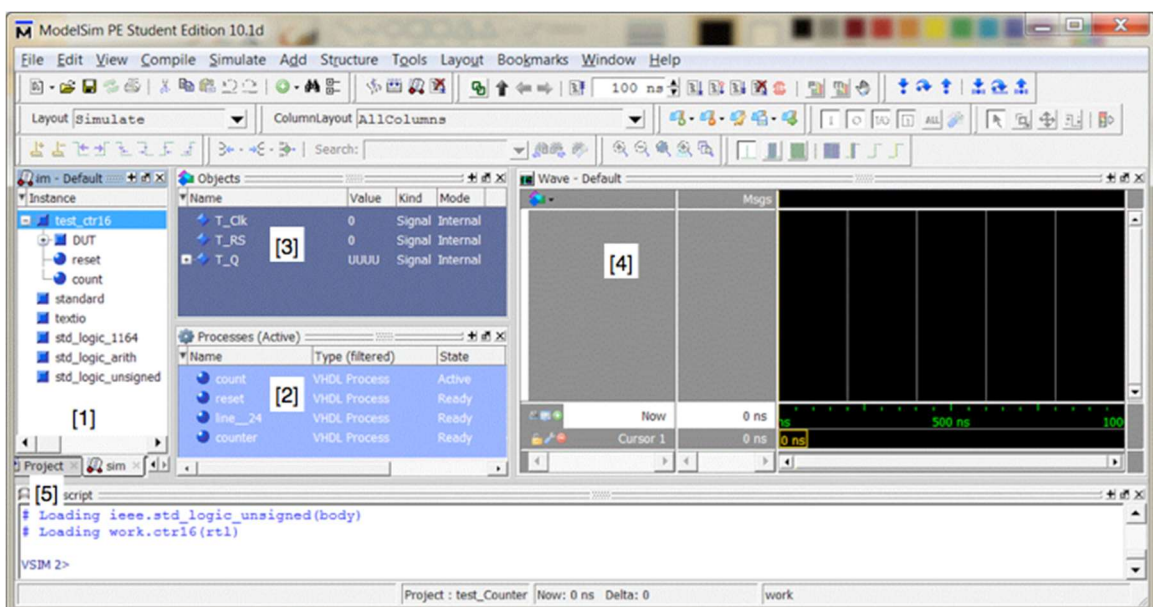 ModelSim PE Student Edition 10.1d
File Edit View Compile Simulate Add Structure Tools Layout Bookmarks Window Help
100 ns
Layout Simulate ColumnLayout AllColumns
Search:
im - Default
Instance
test_ctr16
DUT
reset
count
standard
textio
std_logic_1164
std_logic_arith
std_logic_unsigned
[1]
Project sim
Objects
Name Value Kind Mode
T_Clk 0 Signal Internal
T_RS 0 Signal Internal
T_Q UUUU Signal Internal
[3]
Processes (Active)
Name Type (filtered) State
count VHDL Process Active
reset VHDL Process Ready
line__24 VHDL Process Ready
counter VHDL Process Ready
[2]
Wave - Default
Msgs
[4]
Now 0 ns
Cursor 1 0 ns
ns 500 ns 100
0 ns
[5] script
# Loading ieee.std_logic_unsigned(body)
# Loading work.ctr16(rtl)
VSIM 2>
Project : test_Counter Now: 0 ns Delta: 0 work